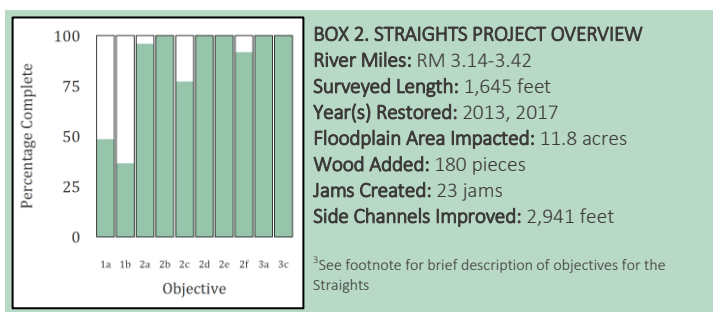 100
75
50
25
0
Percentage Complete
1a 1b 2a 2b 2c 2d 2e 2f 3a 3c
Objective
BOX 2. STRAIGHTS PROJECT OVERVIEW
River Miles: RM 3.14-3.42
Surveyed Length: 1,645 feet
Year(s) Restored: 2013, 2017
Floodplain Area Impacted: 11.8 acres
Wood Added: 180 pieces
Jams Created: 23 jams
Side Channels Improved: 2,941 feet
³See footnote for brief description of objectives for the
Straights